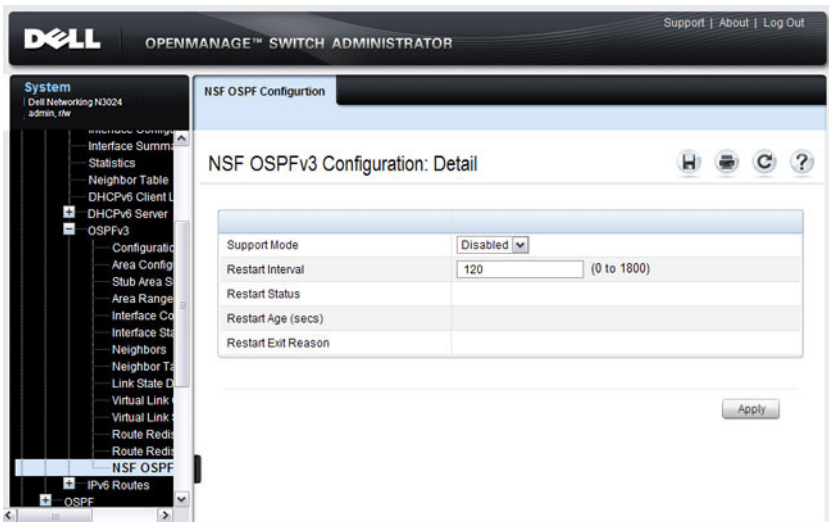 Support | About | Log Out
DELL
OPENMANAGE™ SWITCH ADMINISTRATOR
System
Dell Networking N3024
admin, r/w
NSF OSPF Configurtion
Interface Summa
Statistics
Neighbor Table
DHCPv6 Client L
DHCPv6 Server
OSPFv3
Configuratio
Area Config
Stub Area S
Area Range
Interface Co
Interface Sta
Neighbors
Neighbor Ta
Link State D
Virtual Link
Virtual Link
Route Redis
Route Redis
NSF OSPF
IPv6 Routes
OSPF
NSF OSPFv3 Configuration: Detail
?
Support Mode Disabled
Restart Interval 120 (0 to 1800)
Restart Status
Restart Age (secs)
Restart Exit Reason
Apply